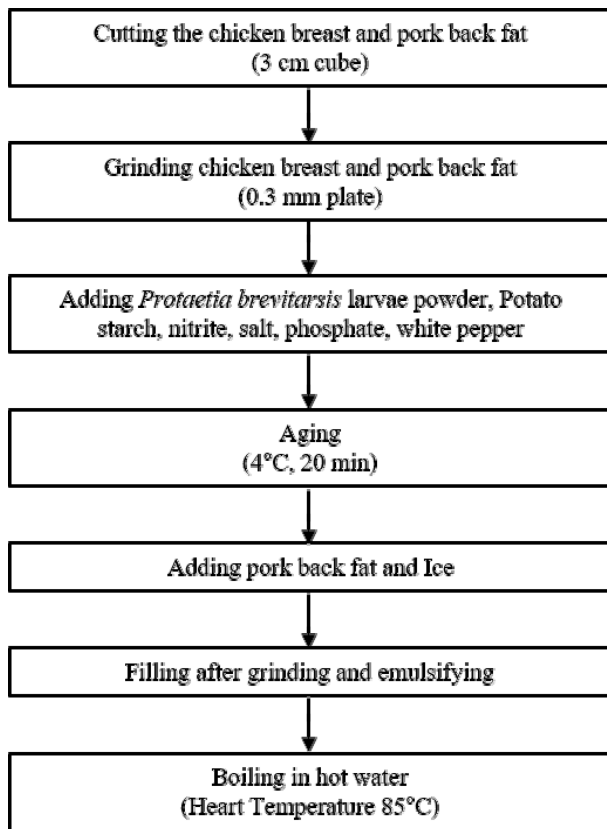 Cutting the chicken breast and pork back fat
(3 cm cube)
Grinding chicken breast and pork back fat
(0.3 mm plate)
Adding Protaetia brevitarsis larvae powder, Potato
starch, nitrite, salt, phosphate, white pepper
Aging
(4°C, 20 min)
Adding pork back fat and Ice
Filling after grinding and emulsifying
Boiling in hot water
(Heart Temperature 85°C)